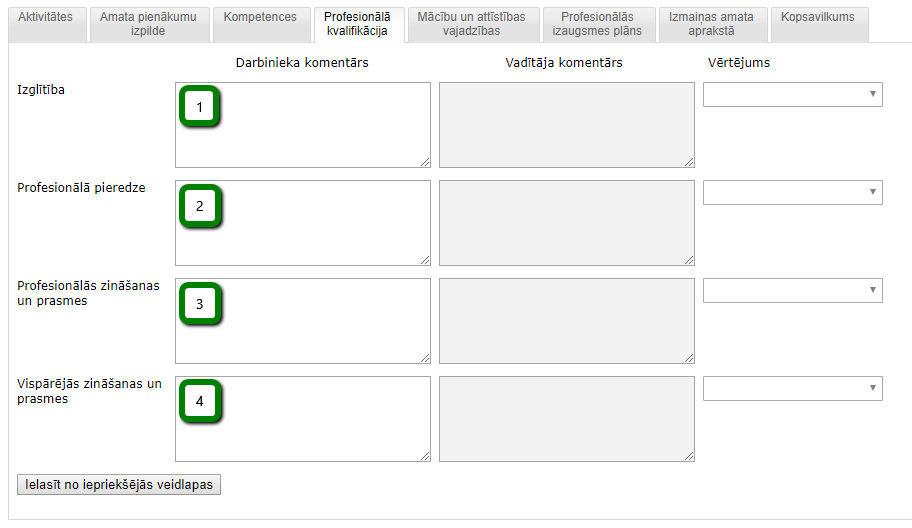 Aktivitātes
Amata pienākumu
izpilde
Kompetences
Profesionālā
kvalifikācija
Mācību un attīstības
vajadzības
Profesionālās
izaugsmes plāns
Izmaiņas amata
aprakstā
Kopsavilkums
Darbinieka komentārs
Vadītāja komentārs
Vērtējums
Izglītība
1
Profesionālā pieredze
2
Profesionālās zināšanas
un prasmes
3
Vispārējās zināšanas un
prasmes
4
Ielasīt no iepriekšējās veidlapas